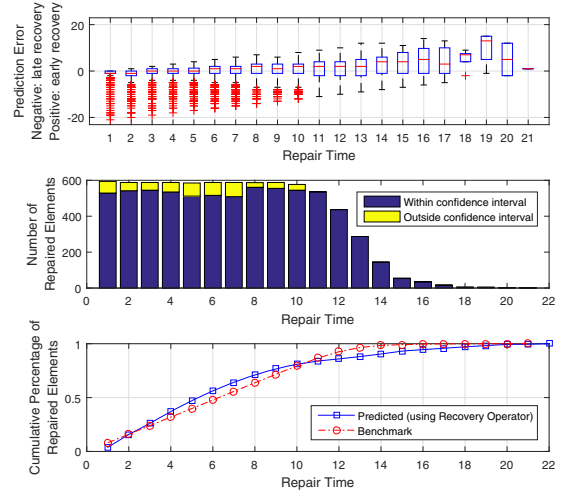 Prediction Error
Negative: late recovery
Positive: early recovery
20
0
-20
1 2 3 4 5 6 7 8 9 10 11 12 13 14 15 16 17 18 19 20 21
Repair Time
Number of
Repaired Elements
600
400
200
0
Within confidence interval
Outside confidence interval
0 2 4 6 8 10 12 14 16 18 20 22
Repair Time
Cumulative Percentage of
Repaired Elements
1
0.5
0
Predicted (using Recovery Operator)
Benchmark
0 2 4 6 8 10 12 14 16 18 20 22
Repair Time